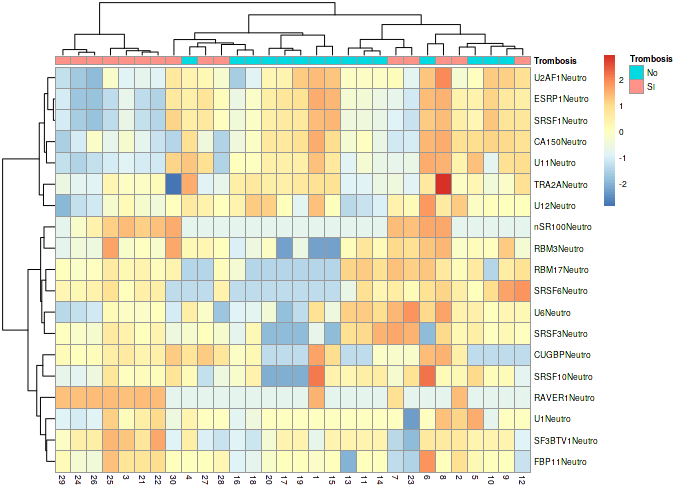 Trombosis
U2AF1Neutro
ESRP1Neutro
SRSF1Neutro
CA150Neutro
U11Neutro
TRA2ANeutro
U12Neutro
nSR100Neutro
RBM3Neutro
RBM17Neutro
SRSF6Neutro
U6Neutro
SRSF3Neutro
CUGBPNeutro
SRSF10Neutro
RAVER1Neutro
U1Neutro
SF3BTV1Neutro
FBP11Neutro
29 24 26 25 3 21 22 30 4 27 28 16 18 20 17 19 1 15 13 11 14 7 23 6 8 2 5 10 9 12
2
1
0
-1
-2
Trombosis
No
Si